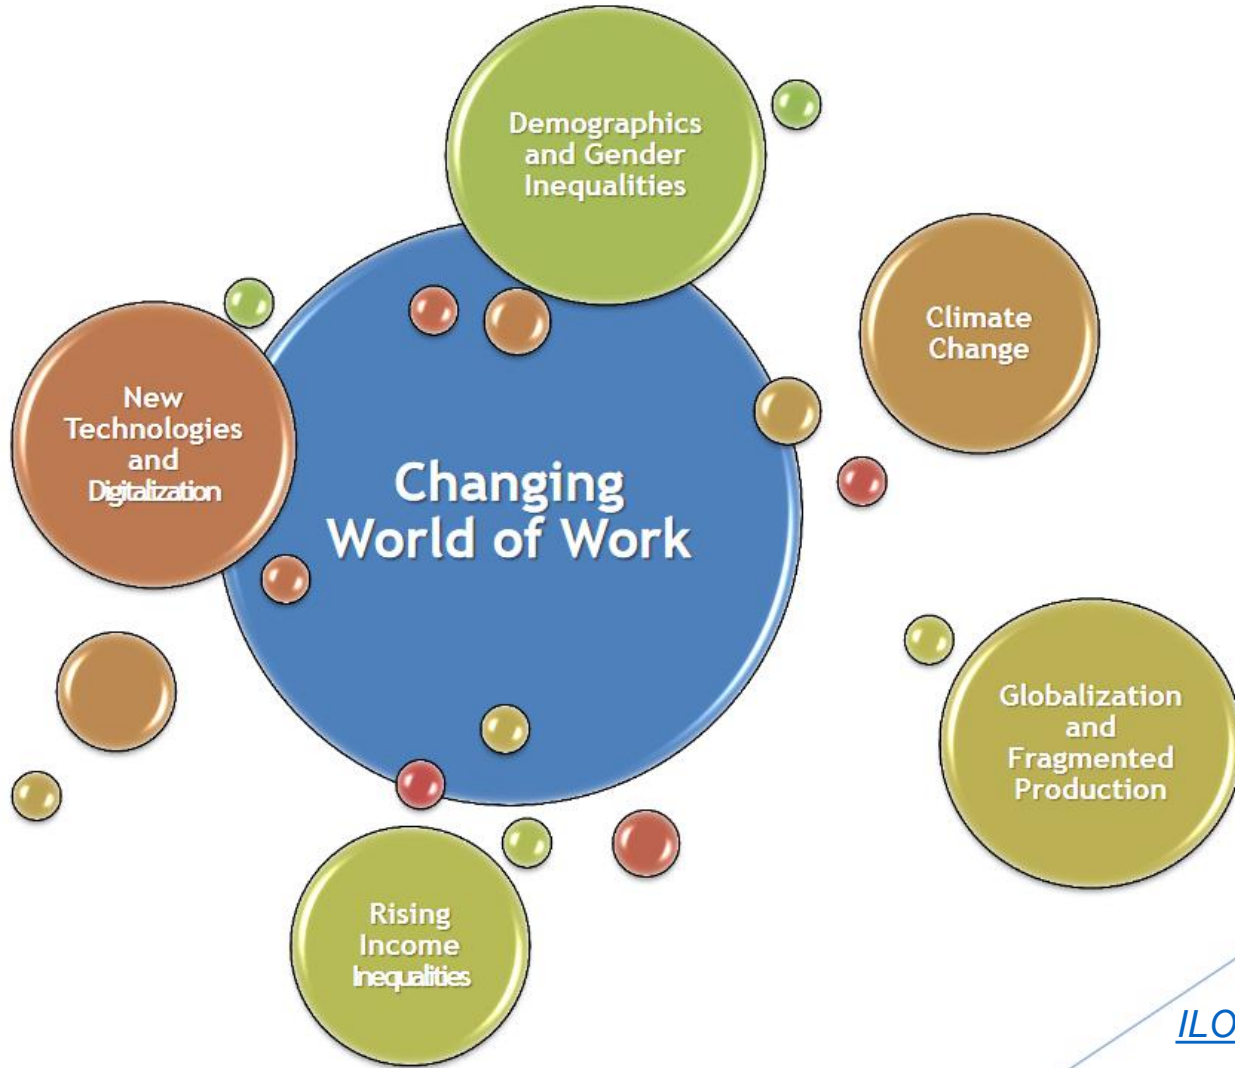 Demographics
and Gender
Inequalities
Climate
Change
New
Technologies
and
Digitalization
Changing
World of Work
Globalization
and
Fragmented
Production
Rising
Income
Inequalities
ILO